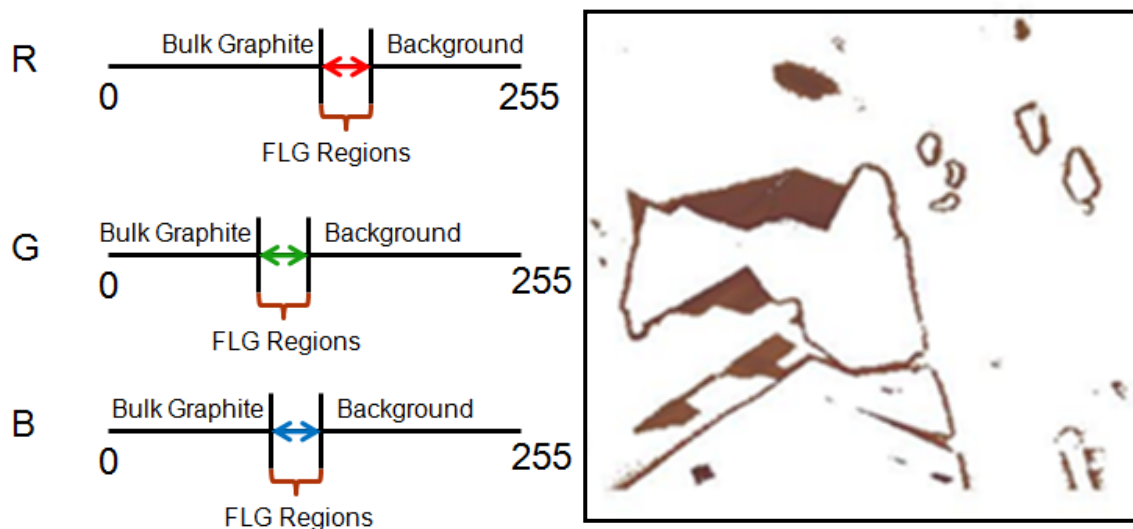 R
Bulk Graphite Background
0 255
FLG Regions
G
Bulk Graphite Background
0 255
FLG Regions
B
Bulk Graphite Background
0 255
FLG Regions